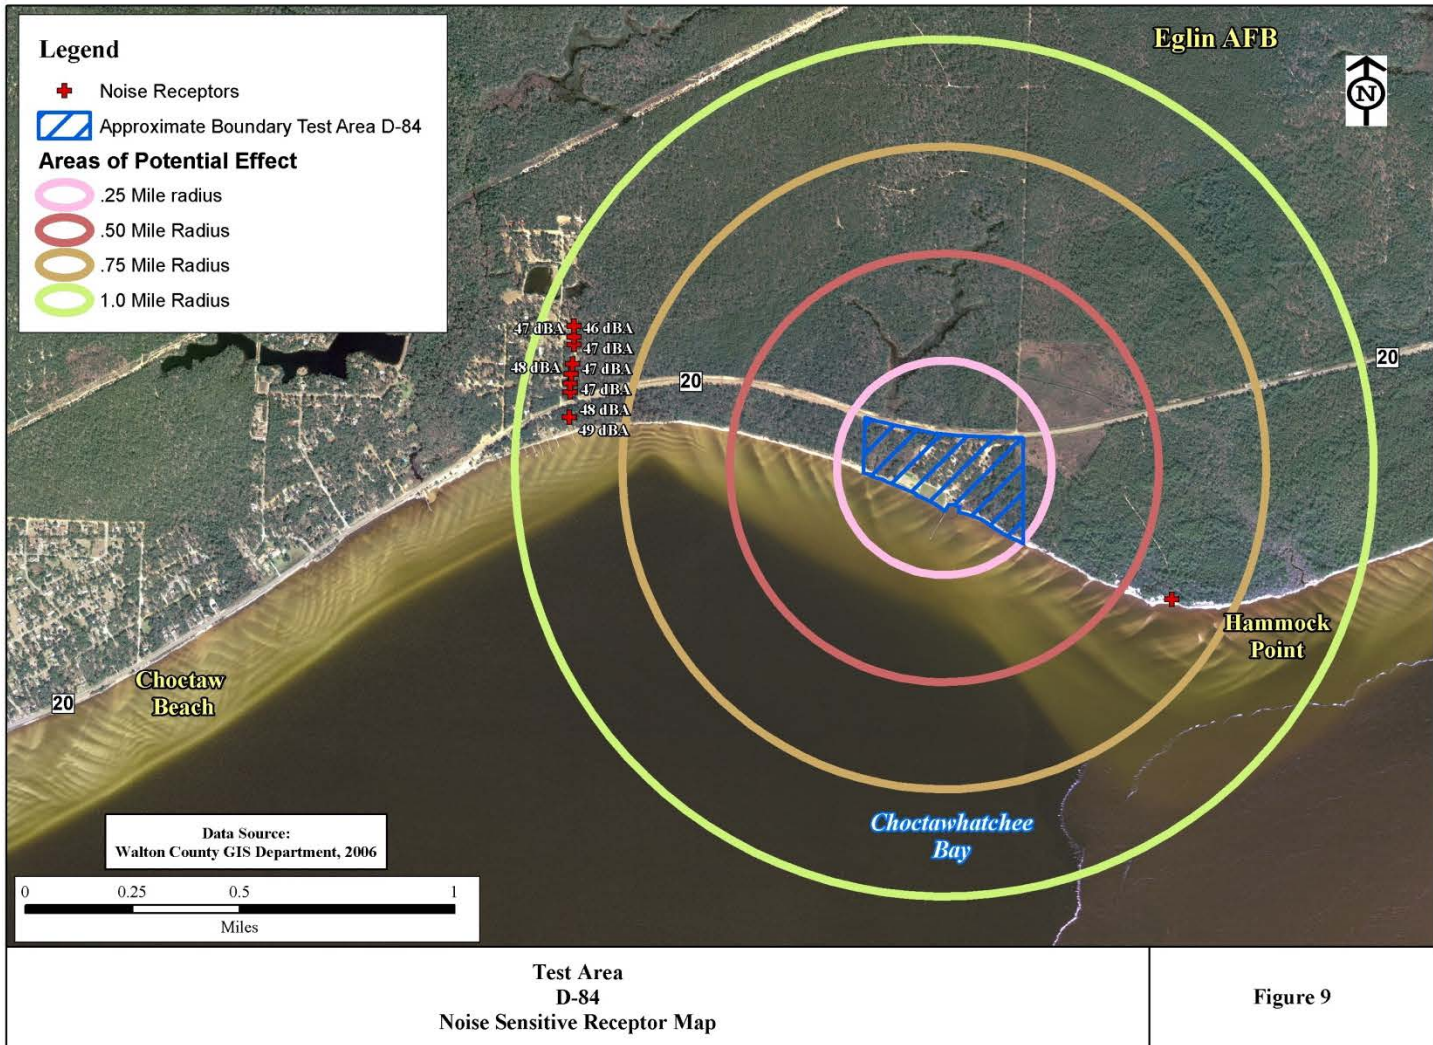 Legend
Noise Receptors
Approximate Boundary Test Area D-84
Areas of Potential Effect
.25 Mile radius
.50 Mile Radius
.75 Mile Radius
1.0 Mile Radius
Eglin AFB
N
47 dBA 46 dBA
47 dBA
48 dBA 47 dBA
47 dBA
48 dBA
49 dBA
20
20
Hammock
Point
Choctaw
Beach
20
Choctawhatchee
Bay
Data Source:
Walton County GIS Department, 2006
0 0.25 0.5 1
Miles
Test Area
D-84
Noise Sensitive Receptor Map
Figure 9